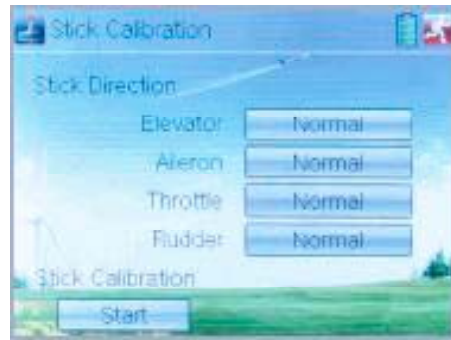 Stick Calibration
Stick Direction
Elevator Normal
Aileron Normal
Throttle Normal
Rudder Normal
Stick Calibration
Start